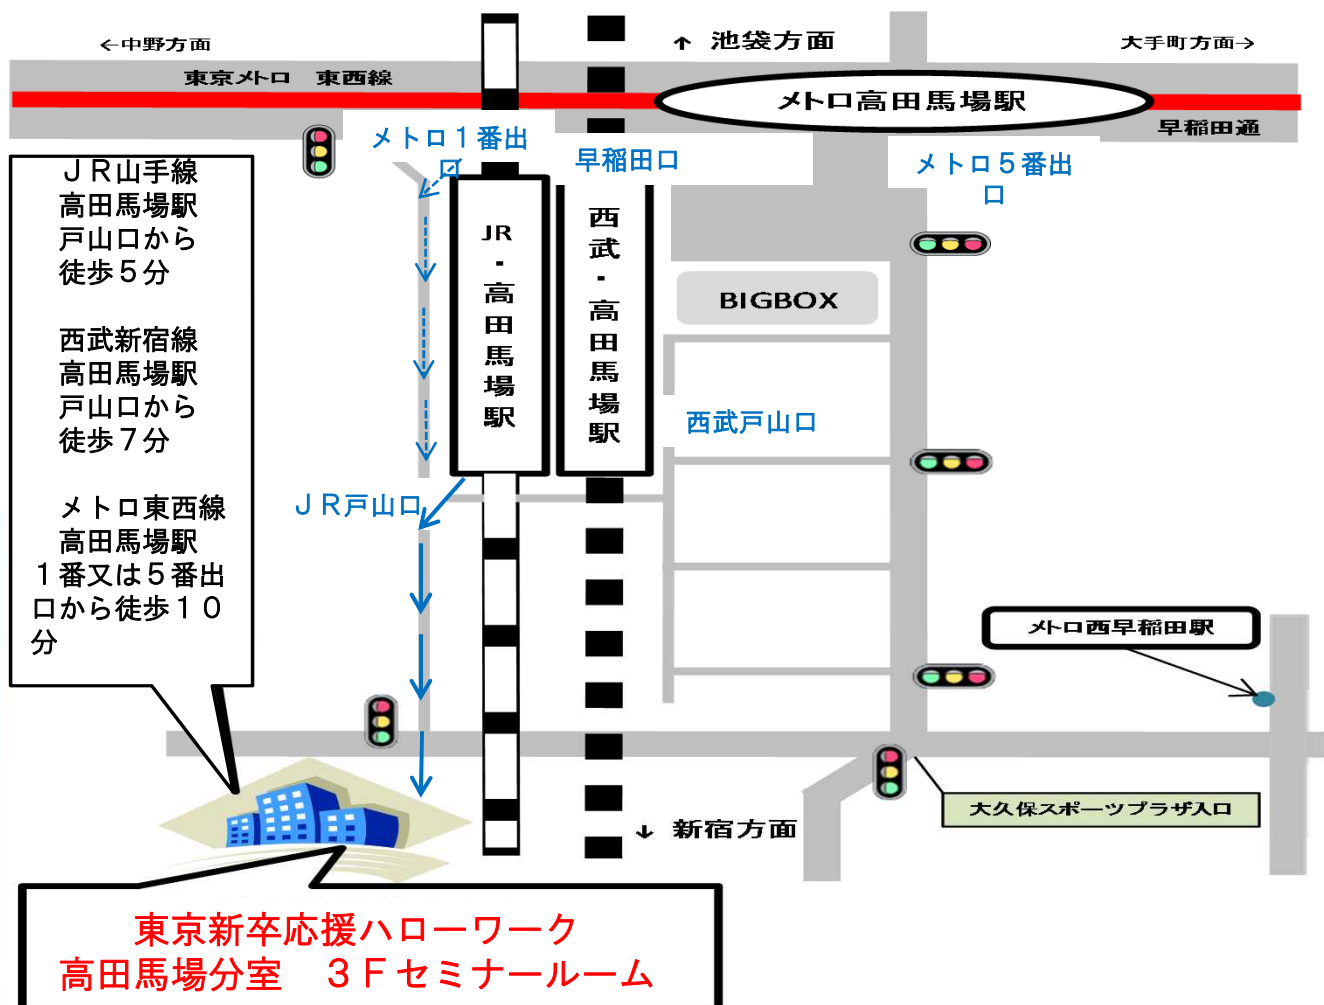 ←中野方面
↑ 池袋方面
大手町方面→
東京メトロ 東西線
メトロ高田馬場駅
早稲田通
メトロ１番出
口
早稲田口
メトロ５番出
口
ＪＲ山手線
高田馬場駅
戸山口から
徒歩５分
西武新宿線
高田馬場駅
戸山口から
徒歩７分
メトロ東西線
高田馬場駅
１番又は５番出
口から徒歩１０
分
JR・高田馬場駅
西武・高田馬場駅
BIGBOX
西武戸山口
ＪＲ戸山口
メトロ西早稲田駅
大久保スポーツプラザ入口
↓ 新宿方面
東京新卒応援ハローワーク
高田馬場分室　３Ｆセミナールーム